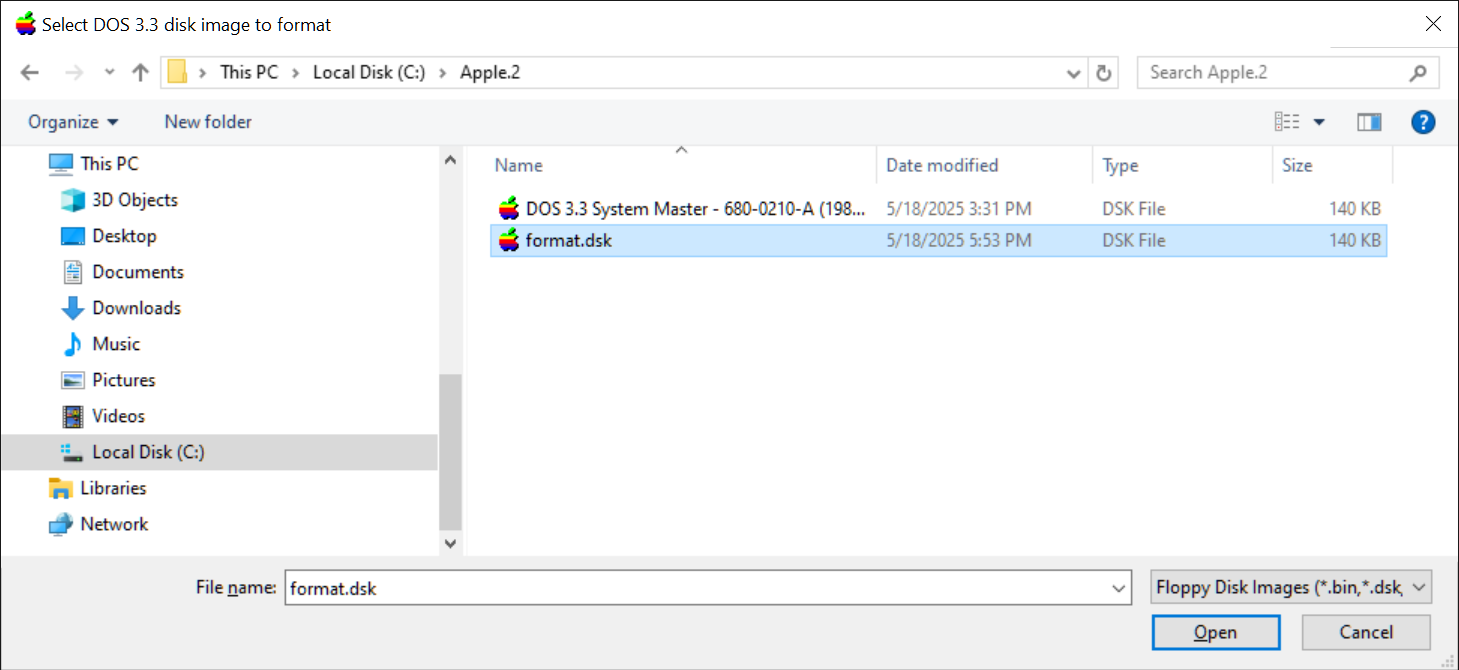 Select DOS 3.3 disk image to format
This PC Local Disk (C:) Apple.2 Search Apple.2
Organize New folder ?
Name Date modified Type Size
DOS 3.3 System Master - 680-0210-A (198... 5/18/2025 3:31 PM DSK File 140 KB
format.dsk 5/18/2025 5:53 PM DSK File 140 KB
This PC
3D Objects
Desktop
Documents
Downloads
Music
Pictures
Videos
Local Disk (C:)
Libraries
Network
File name: format.dsk Floppy Disk Images (*.bin,*.dsk,
Open Cancel